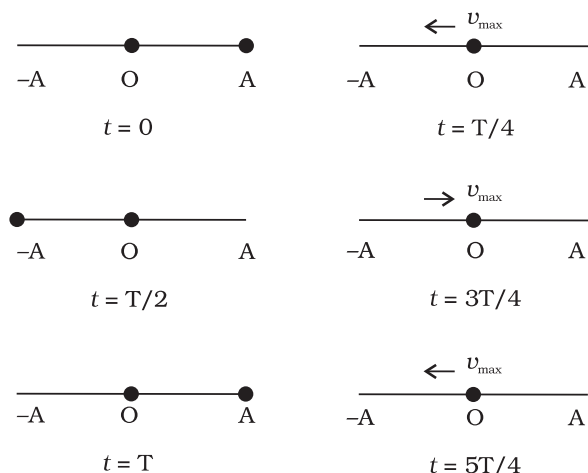 v_max
–A O A –A O A
t = 0 t = T/4
v_max
–A O A –A O A
t = T/2 t = 3T/4
v_max
–A O A –A O A
t = T t = 5T/4